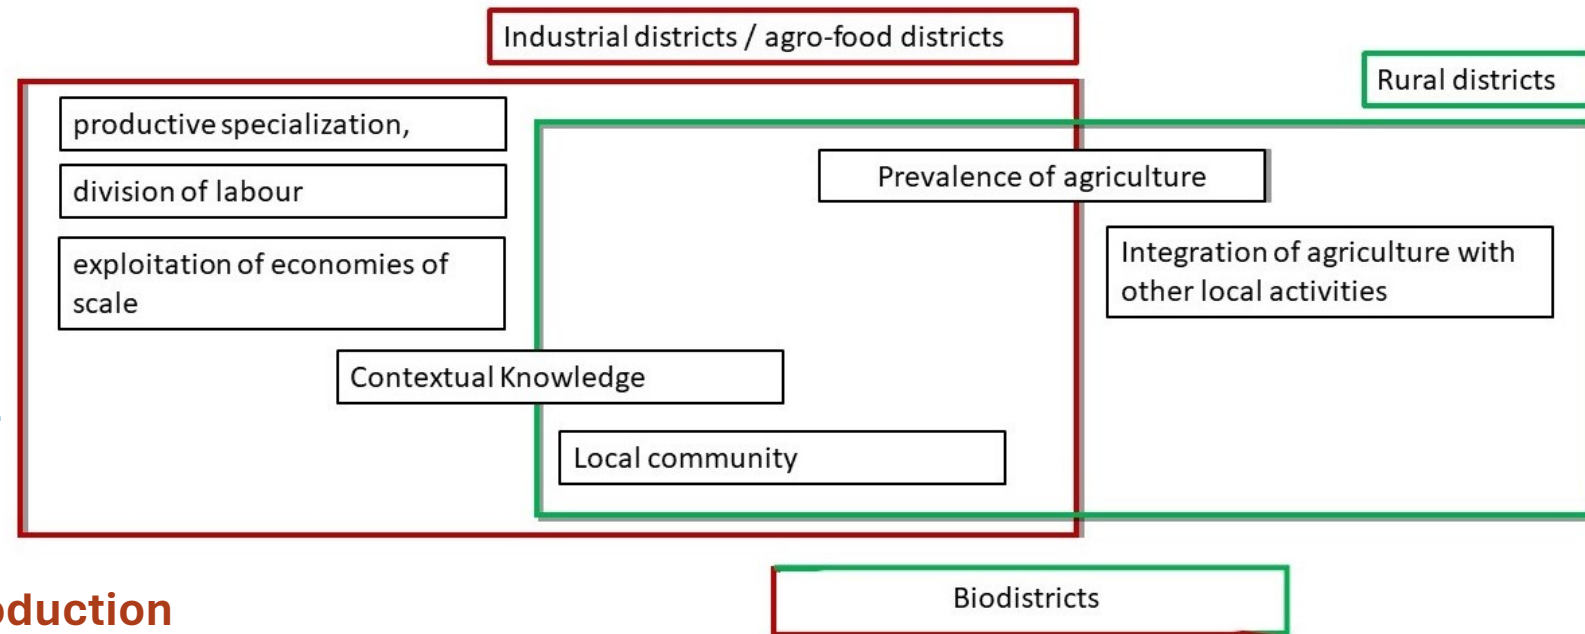 Industrial districts / agro-food districts
Rural districts
productive specialization,
division of labour
exploitation of economies of
scale
Prevalence of agriculture
Integration of agriculture with
other local activities
Contextual Knowledge
Local community
Biodistricts
oduction